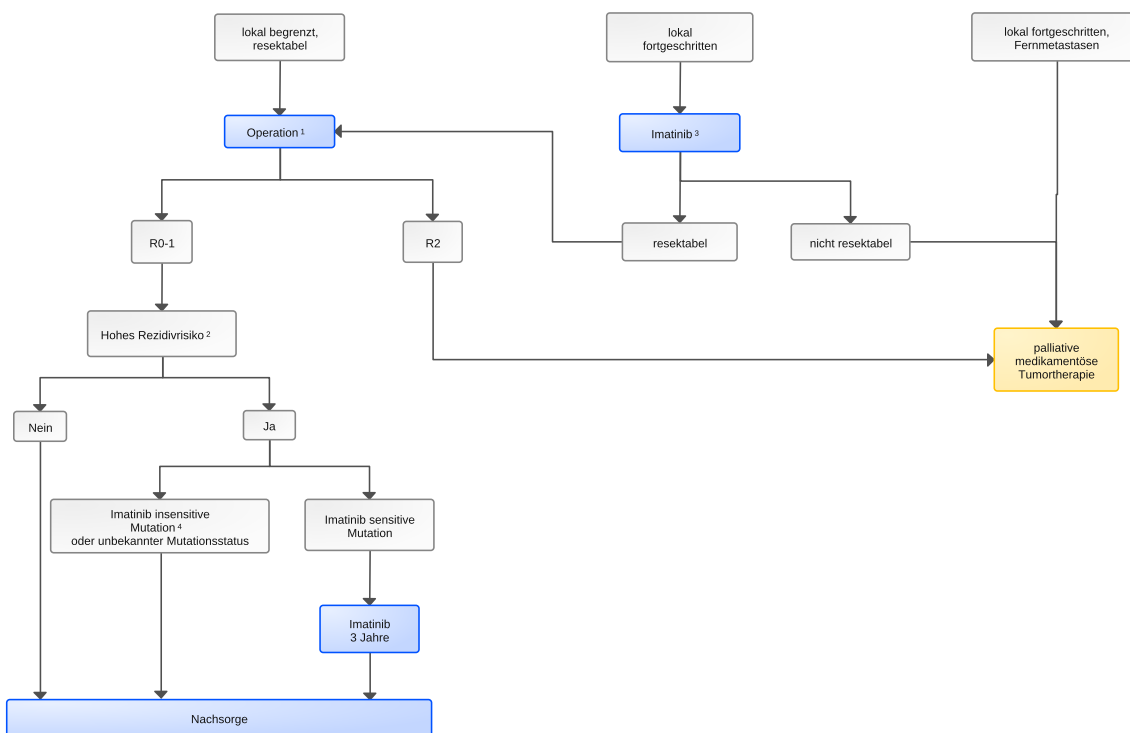 lokal begrenzt,
resektabel
lokal
fortgeschritten
lokal fortgeschritten,
Fernmetastasen
Operation 1
Imatinib 3
R0-1
R2
resektabel
nicht resektabel
Hohes Rezidivrisiko 2
palliative
medikamentöse
Tumortherapie
Nein
Ja
Imatinib insensitive
Mutation 4
oder unbekannter Mutationsstatus
Imatinib sensitive
Mutation
Imatinib
3 Jahre
Nachsorge